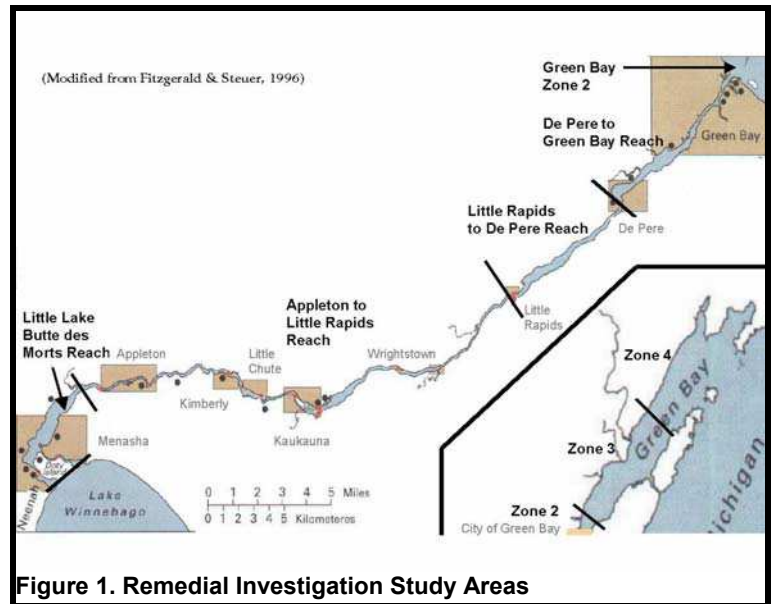 (Modified from Fitzgerald & Steuer, 1996)
Green Bay
Zone 2
De Pere to
Green Bay Reach
Green Bay
Little Rapids
to De Pere Reach
De Pere
Little
Rapids
Appleton to
Little Rapids
Reach
Wrightstown
Little Lake
Butte des
Morts Reach
Appleton
Little
Chute
Kimberly
Kaukauna
Menasha
Doty
Island
Neenah
Lake
Winnebago
0 1 2 3 4 5 Miles
0 1 2 3 4 5 Kilometers
Zone 4
Green Bay
Zone 3
Zone 2
City of Green Bay
Michigan
Figure 1. Remedial Investigation Study Areas